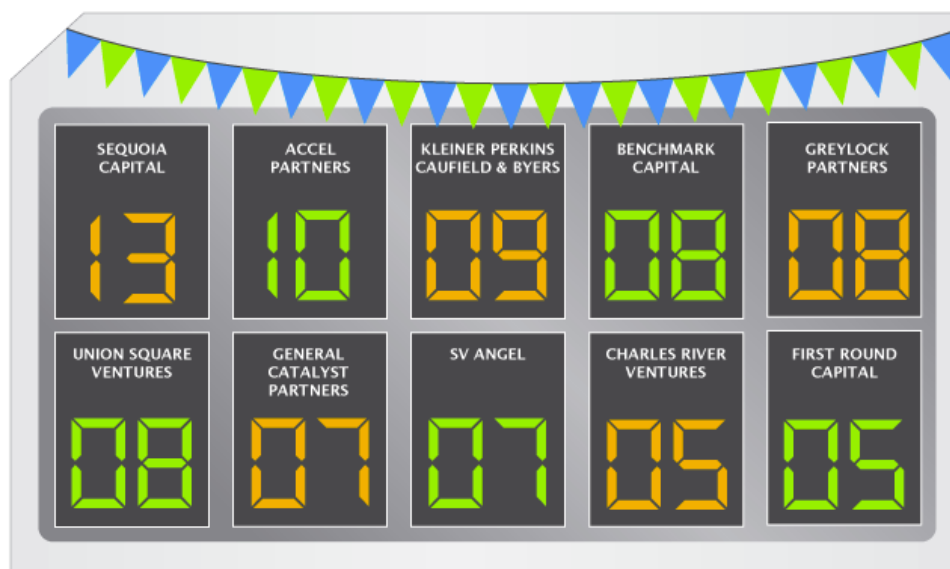 SEQUOIA
CAPITAL
13
ACCEL
PARTNERS
10
KLEINER PERKINS
CAUFIELD & BYERS
09
BENCHMARK
CAPITAL
08
GREYLOCK
PARTNERS
08
UNION SQUARE
VENTURES
08
GENERAL
CATALYST
PARTNERS
07
SV ANGEL
07
CHARLES RIVER
VENTURES
05
FIRST ROUND
CAPITAL
05